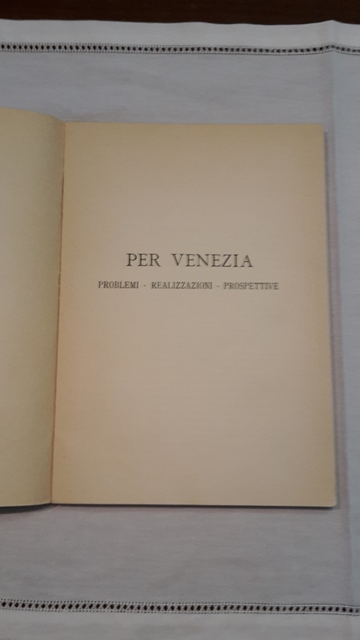 PER VENEZIA
PROBLEMI - REALIZZAZIONI - PROSPETTIVE